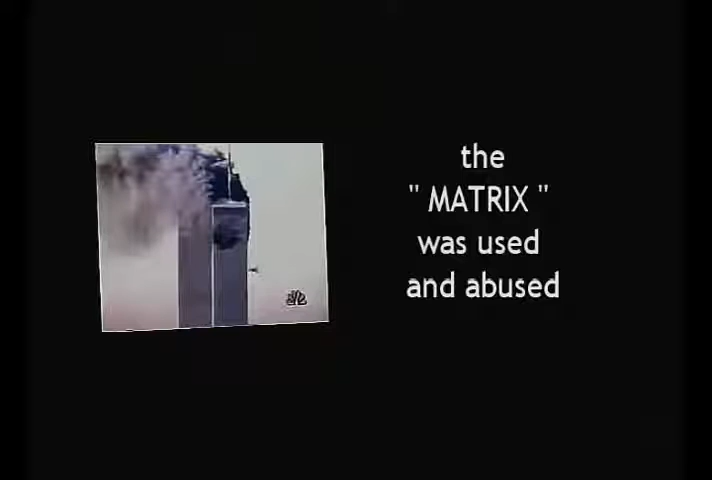 the
" MATRIX "
was used
and abused